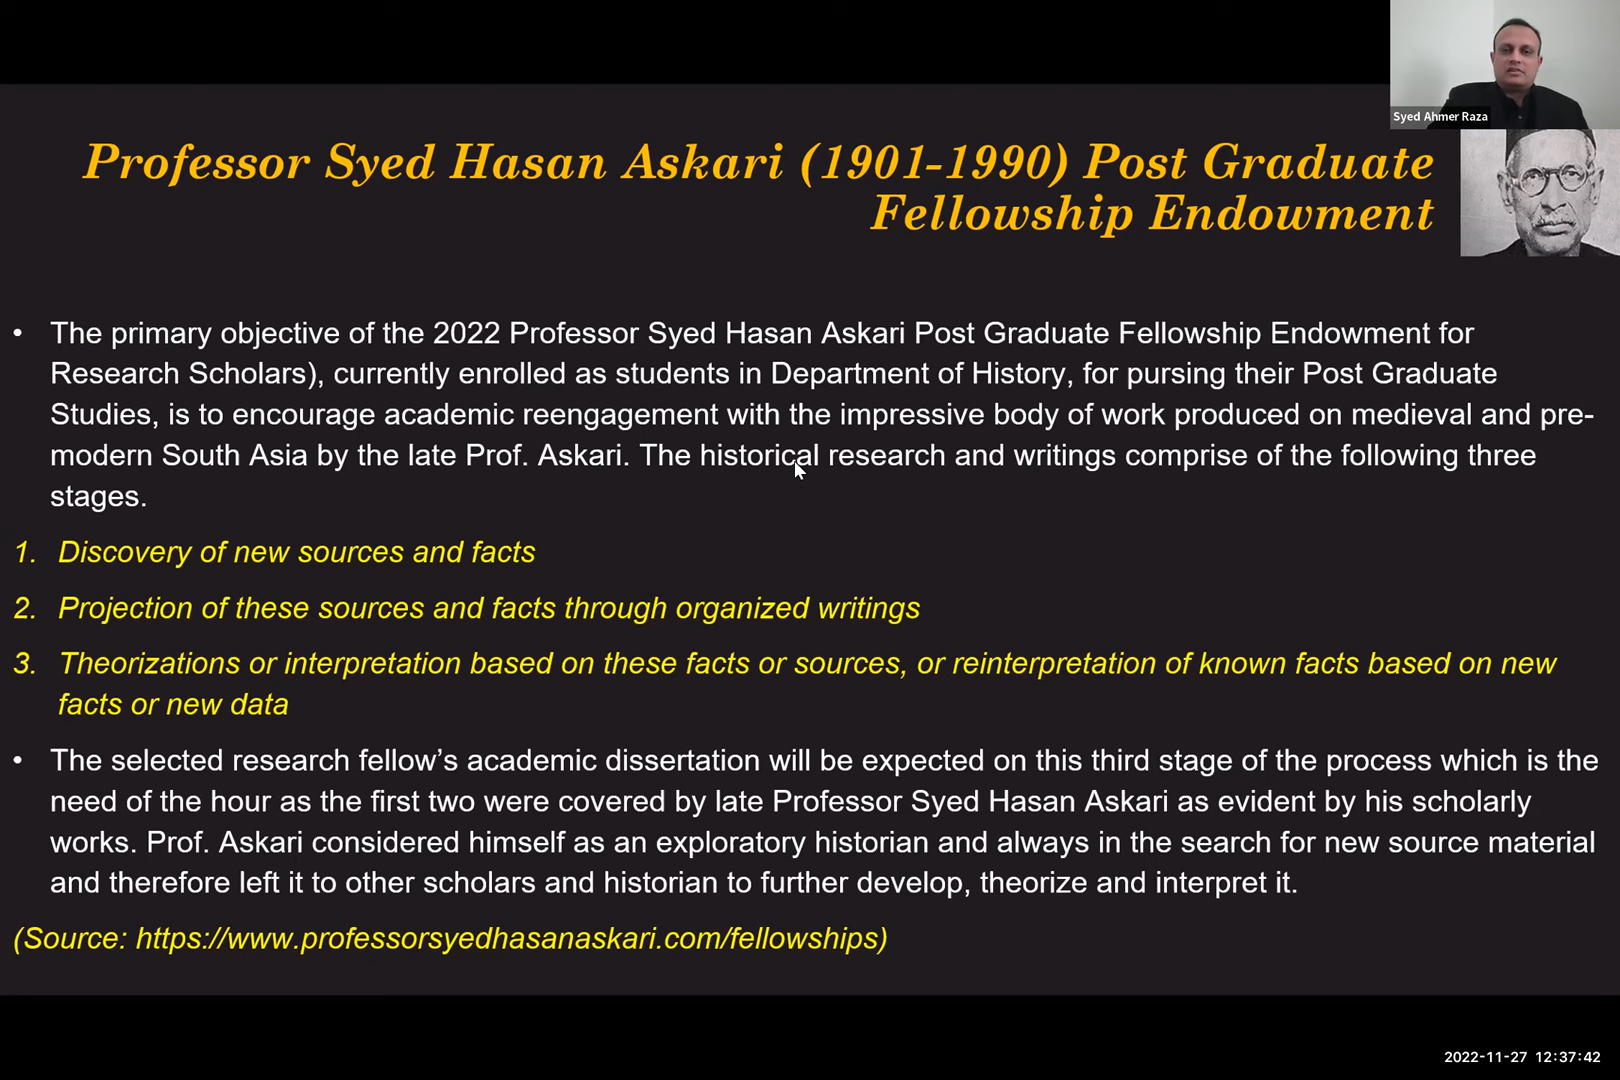 Syed Ahmer Raza
Professor Syed Hasan Askari (1901-1990) Post Graduate
Fellowship Endowment
• The primary objective of the 2022 Professor Syed Hasan Askari Post Graduate Fellowship Endowment for
Research Scholars), currently enrolled as students in Department of History, for pursing their Post Graduate
Studies, is to encourage academic reengagement with the impressive body of work produced on medieval and pre-
modern South Asia by the late Prof. Askari. The historical research and writings comprise of the following three
stages.
1. Discovery of new sources and facts
2. Projection of these sources and facts through organized writings
3. Theorizations or interpretation based on these facts or sources, or reinterpretation of known facts based on new
facts or new data
• The selected research fellow’s academic dissertation will be expected on this third stage of the process which is the
need of the hour as the first two were covered by late Professor Syed Hasan Askari as evident by his scholarly
works. Prof. Askari considered himself as an exploratory historian and always in the search for new source material
and therefore left it to other scholars and historian to further develop, theorize and interpret it.
(Source: https://www.professorsyedhasanaskari.com/fellowships)
2022-11-27 12:37:42